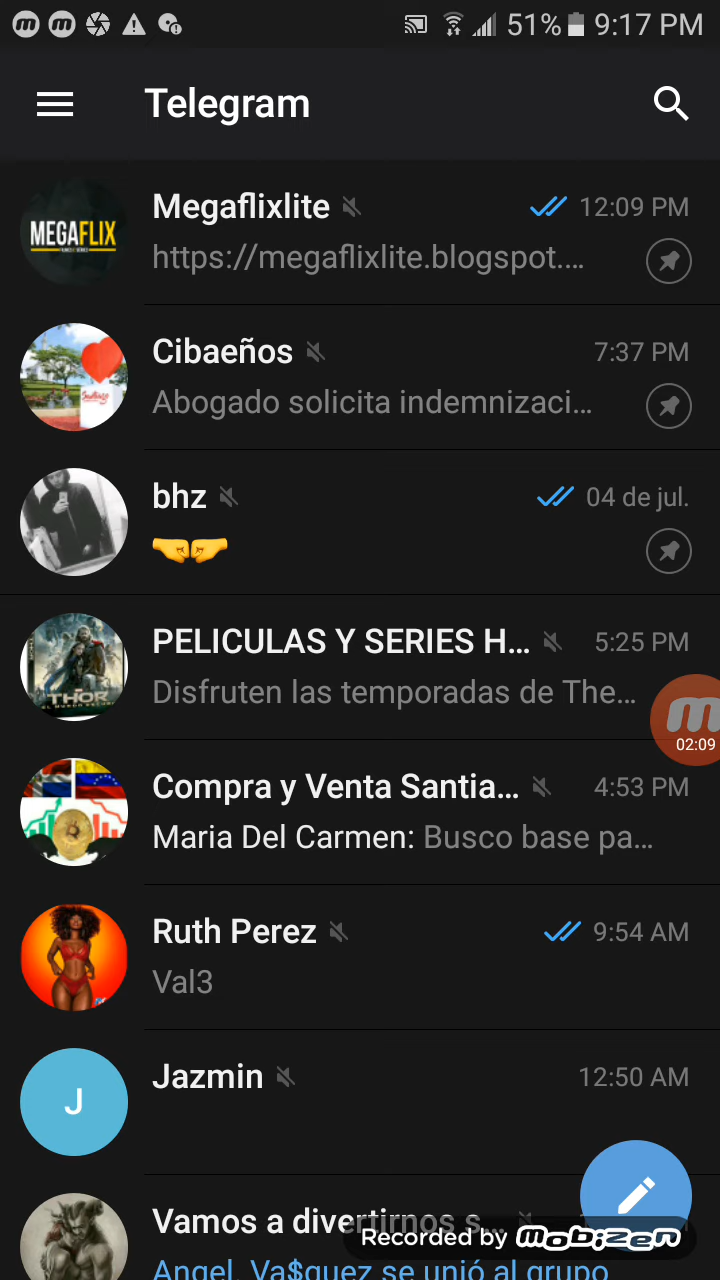 51% 9:17 PM
Telegram
MEGAFLIX
Megaflixlite 12:09 PM
https://megaflixlite.blogspot....
Cibaeños 7:37 PM
Abogado solicita indemnizaci...
bhz 04 de jul.
PELICULAS Y SERIES H... 5:25 PM
Disfruten las temporadas de The...
THOR
02:09
Compra y Venta Santia... 4:53 PM
Maria Del Carmen: Busco base pa...
Ruth Perez 9:54 AM
Val3
J
Jazmin 12:50 AM
Vamos a divertirnos s...
Recorded by mobizen
Angel. Va$quez se unió al grupo